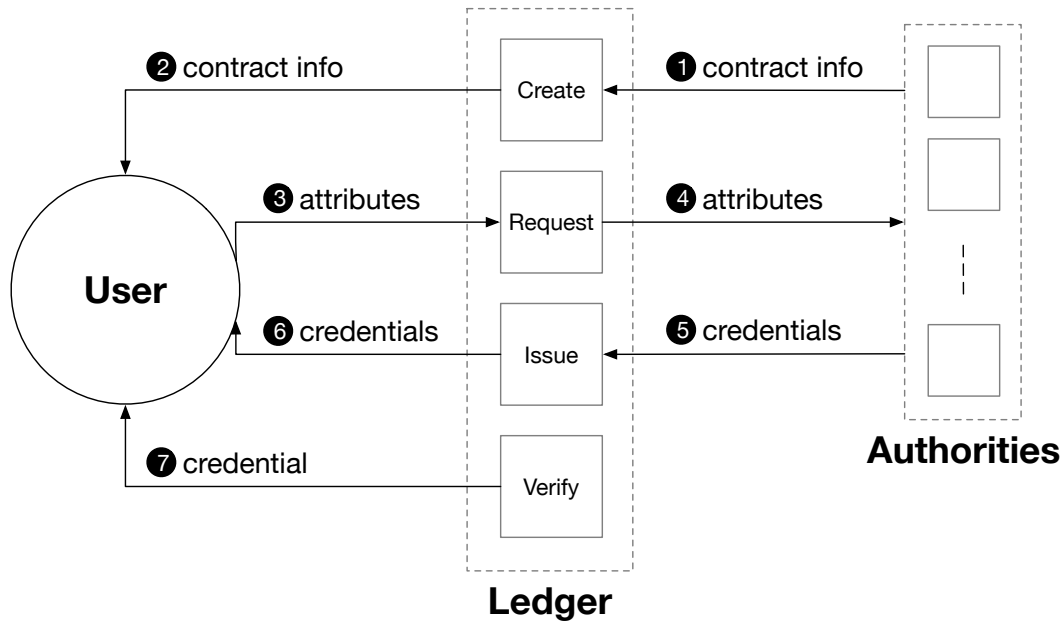 ❷ contract info
❶ contract info
Create
❸ attributes
❹ attributes
Request
User
❻ credentials
❺ credentials
Issue
Authorities
❼ credential
Verify
Ledger